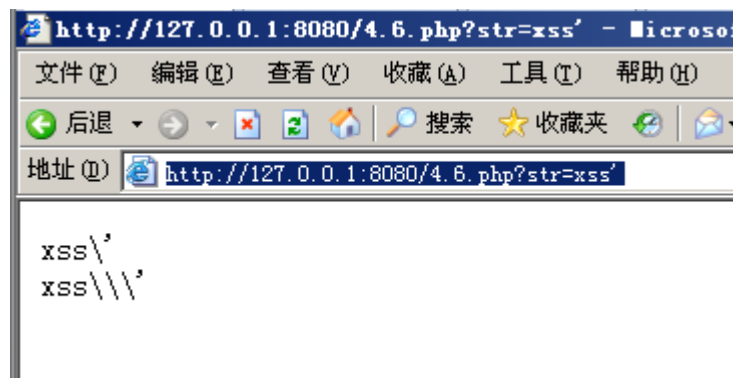 http://127.0.0.1:8080/4.6.php?str=xss' - Microso
文件(F) 编辑(E) 查看(V) 收藏(A) 工具(T) 帮助(H)
后退 搜索 收藏夹
地址(D) http://127.0.0.1:8080/4.6.php?str=xss'
xss\'
xss\\\'